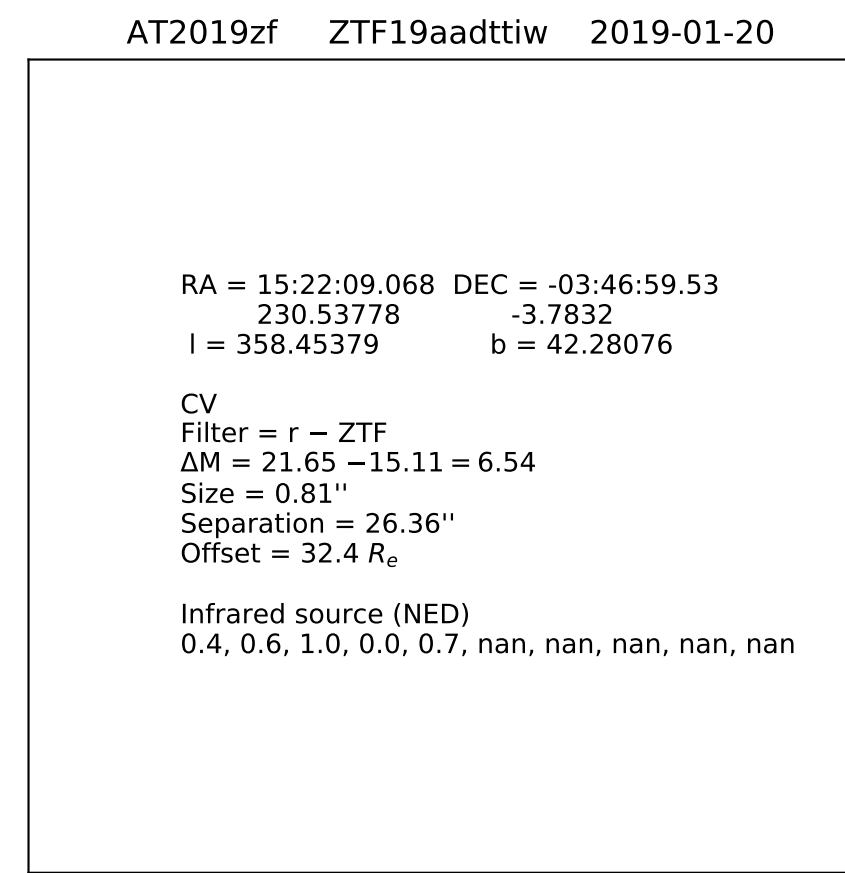 AT2019zf ZTF19aadttiw 2019-01-20
RA = 15:22:09.068 DEC = -03:46:59.53
230.53778 -3.7832
l = 358.45379 b = 42.28076
CV
Filter = r − ZTF
ΔM = 21.65 −15.11 = 6.54
Size = 0.81''
Separation = 26.36''
Offset = 32.4 Rₑ
Infrared source (NED)
0.4, 0.6, 1.0, 0.0, 0.7, nan, nan, nan, nan, nan